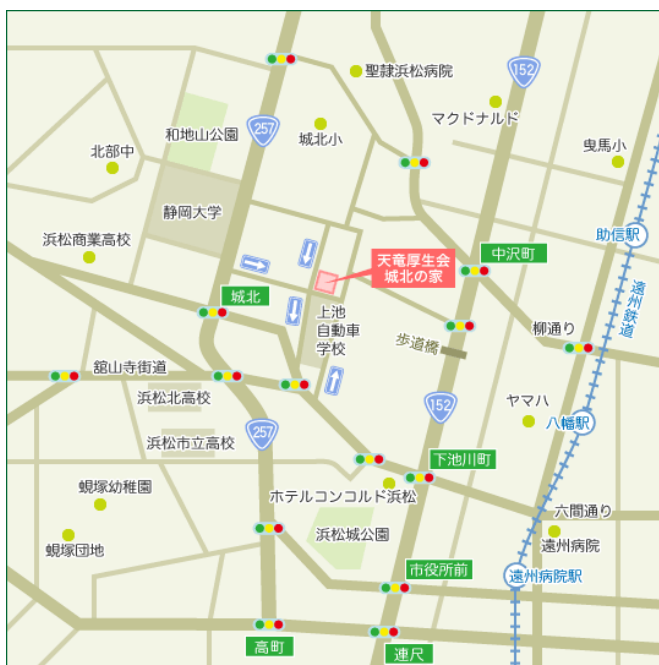 聖隷浜松病院
152
マクドナルド
257
和地山公園
城北小
北部中
曳馬小
静岡大学
浜松商業高校
助信駅
天竜厚生会
城北の家
中沢町
城北
上池
自動車
学校
遠州鉄道
柳通り
歩道橋
舘山寺街道
浜松北高校
152
ヤマハ
八幡駅
257
浜松市立高校
下池川町
蜆塚幼稚園
ホテルコンコルド浜松
六間通り
蜆塚団地
浜松城公園
遠州病院
市役所前
遠州病院駅
高町
連尺